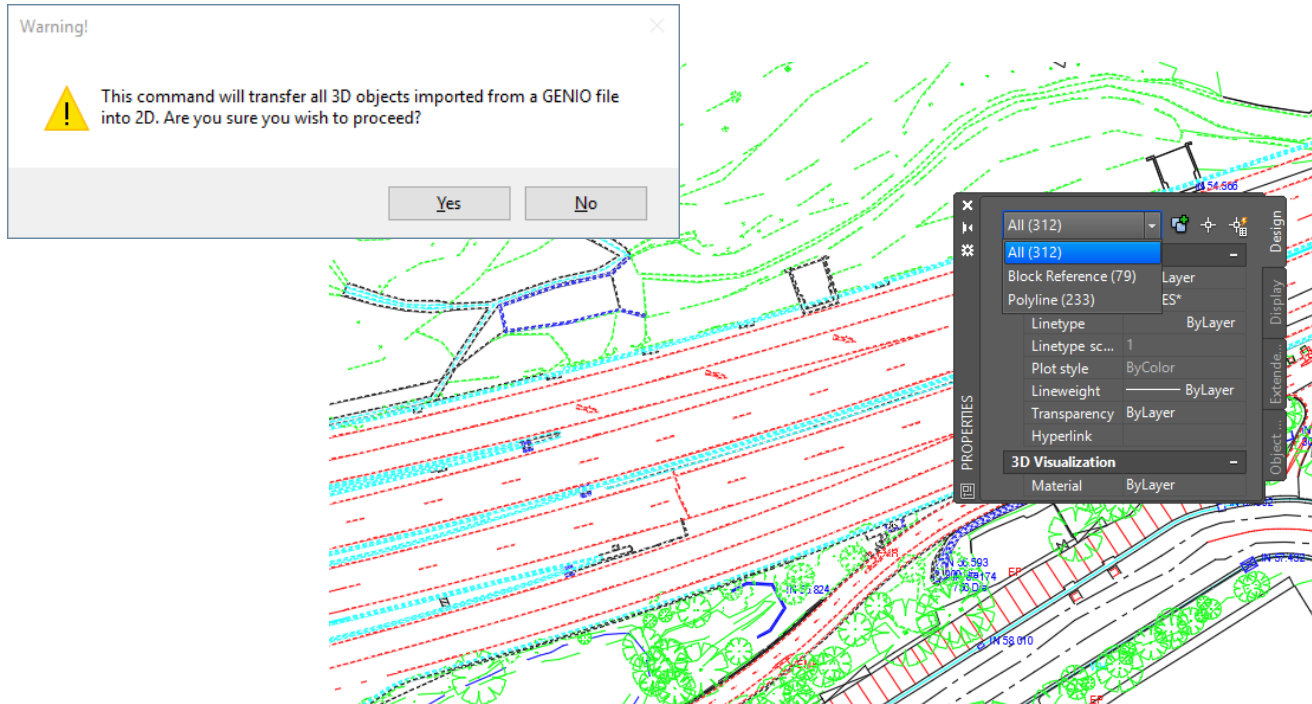 Warning!
This command will transfer all 3D objects imported from a GENIO file
into 2D. Are you sure you wish to proceed?
Yes
No
IN 54.566
All (312)
All (312)
Block Reference (79)
Layer
Polyline (233)
ES*
Linetype
ByLayer
Linetype sc...
1
Plot style
ByColor
Lineweight
ByLayer
Transparency
ByLayer
Hyperlink
3D Visualization
Material
ByLayer
PROPERTIES
Design
Display
Extende...
Object ...
EP
IN 58.010
EP